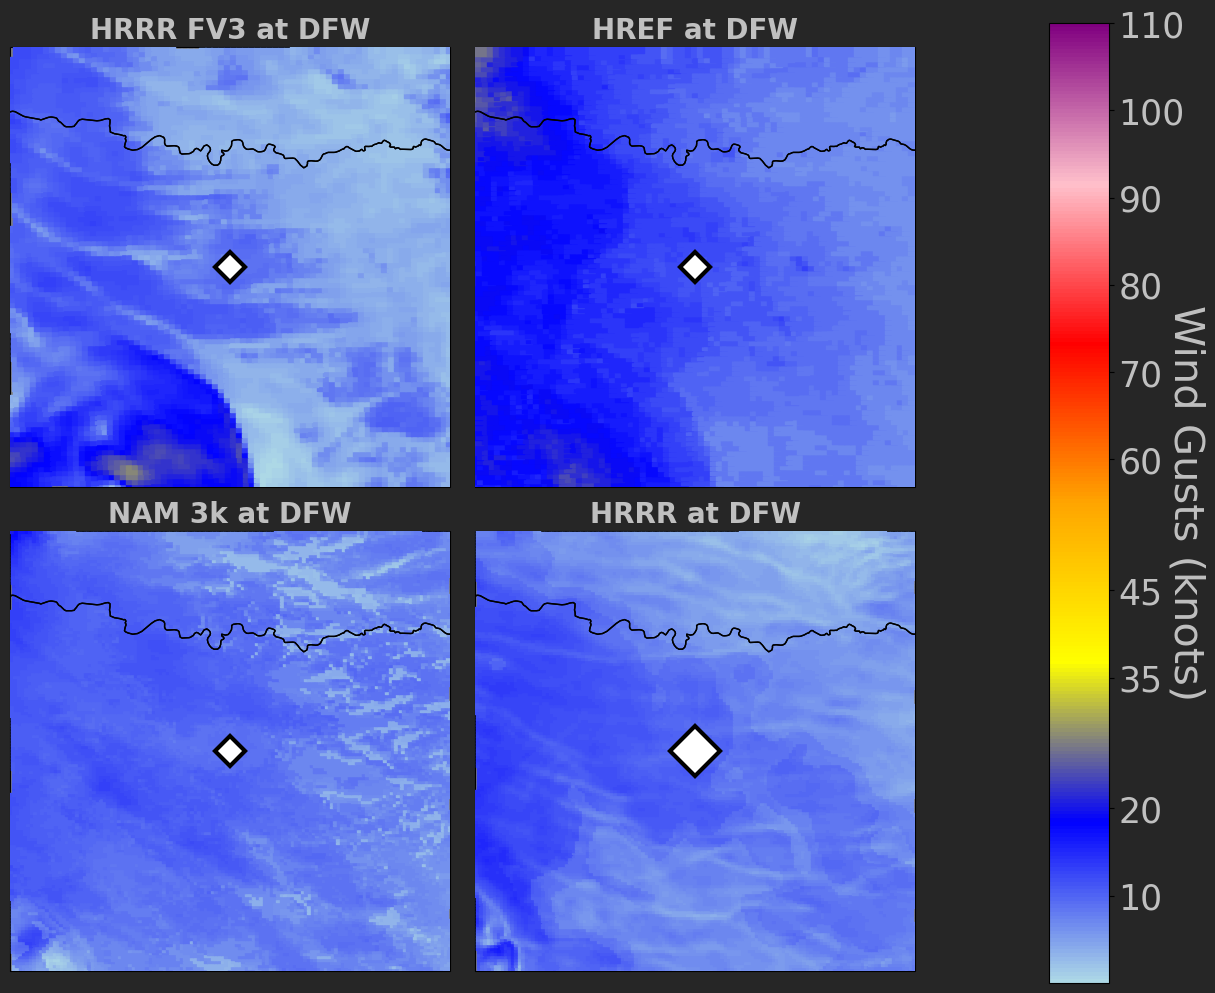 HRRR FV3 at DFW
HREF at DFW
NAM 3k at DFW
HRRR at DFW
110
100
90
80
70
60
45
35
20
10
Wind Gusts (knots)